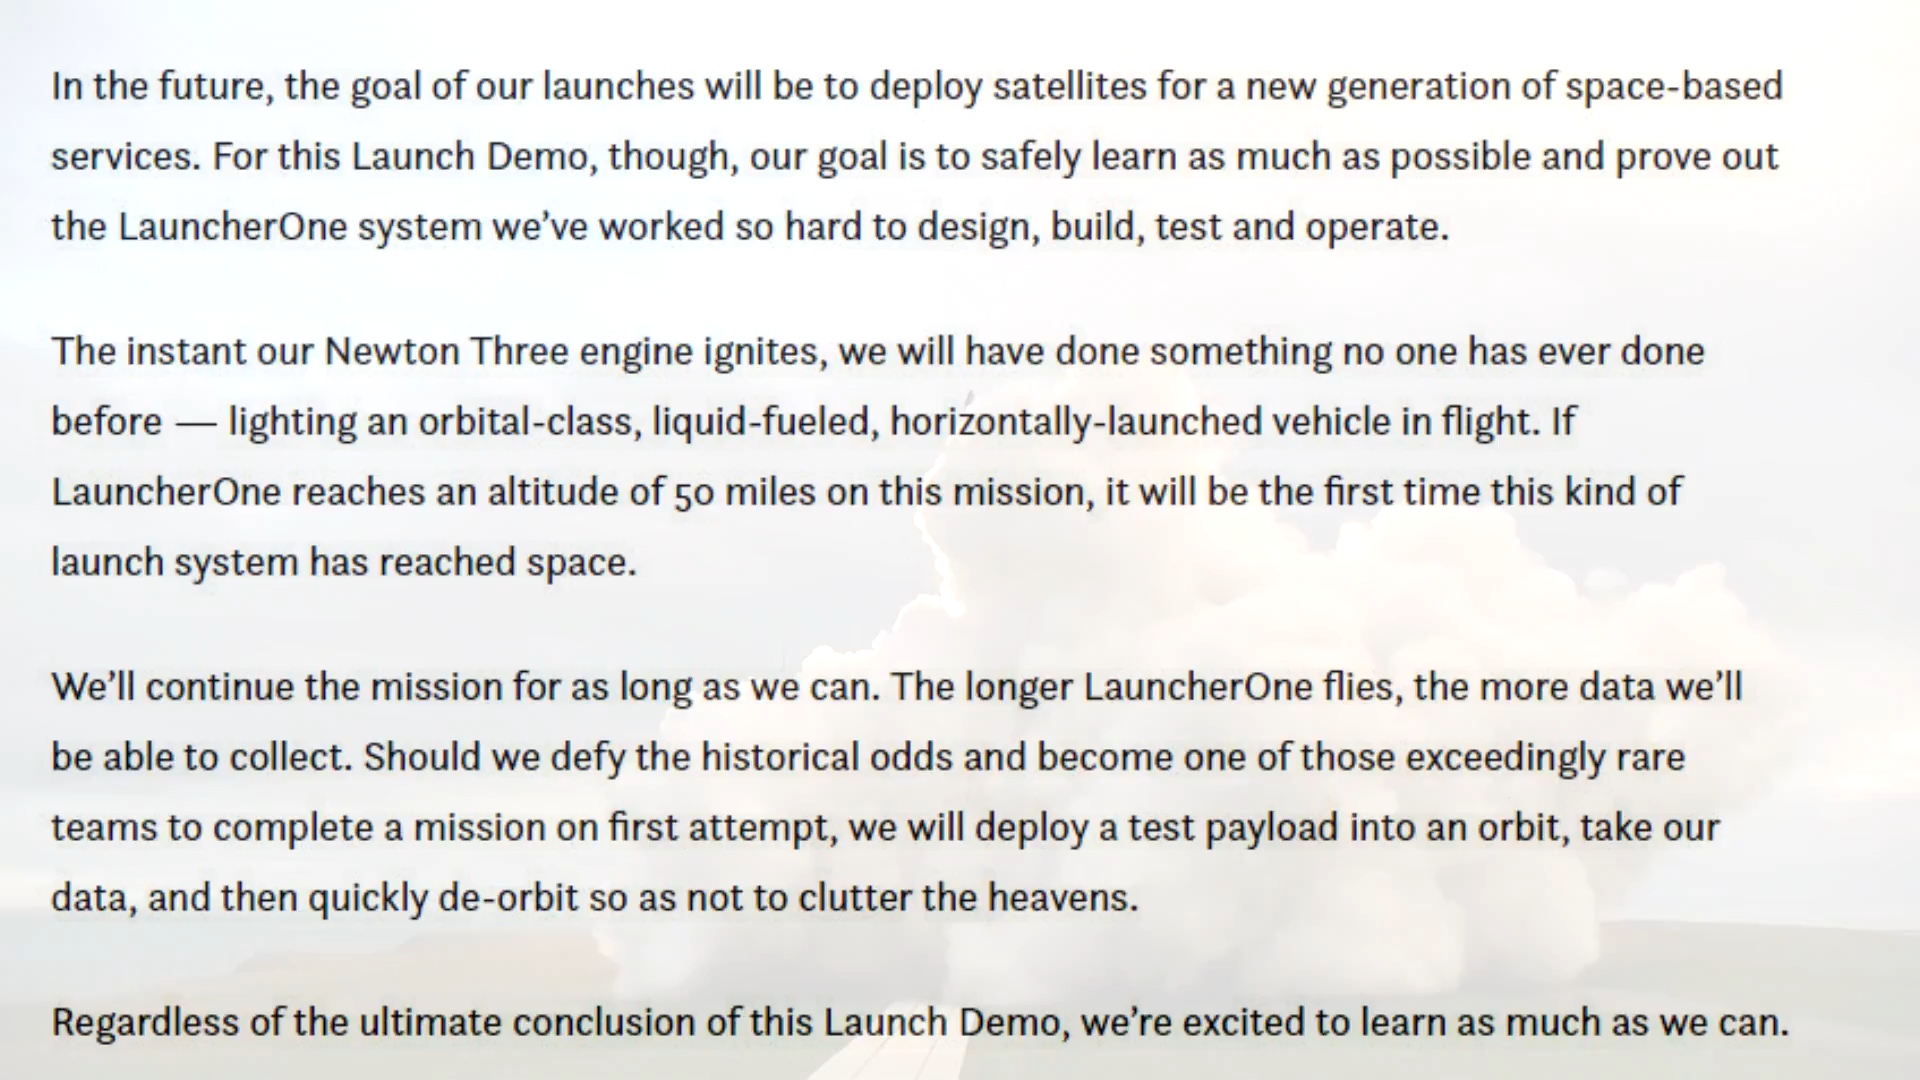 In the future, the goal of our launches will be to deploy satellites for a new generation of space-based
services. For this Launch Demo, though, our goal is to safely learn as much as possible and prove out
the LauncherOne system we’ve worked so hard to design, build, test and operate.
The instant our Newton Three engine ignites, we will have done something no one has ever done
before — lighting an orbital-class, liquid-fueled, horizontally-launched vehicle in flight. If
LauncherOne reaches an altitude of 50 miles on this mission, it will be the first time this kind of
launch system has reached space.
We’ll continue the mission for as long as we can. The longer LauncherOne flies, the more data we’ll
be able to collect. Should we defy the historical odds and become one of those exceedingly rare
teams to complete a mission on first attempt, we will deploy a test payload into an orbit, take our
data, and then quickly de-orbit so as not to clutter the heavens.
Regardless of the ultimate conclusion of this Launch Demo, we’re excited to learn as much as we can.